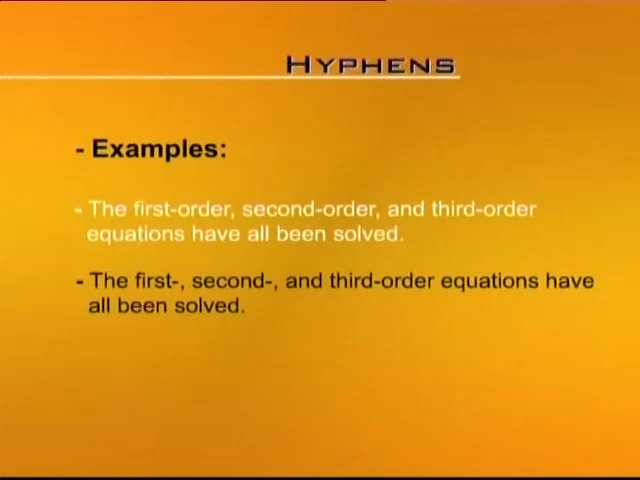 HYPHENS
- Examples:
- The first-order, second-order, and third-order
equations have all been solved.
- The first-, second-, and third-order equations have
all been solved.